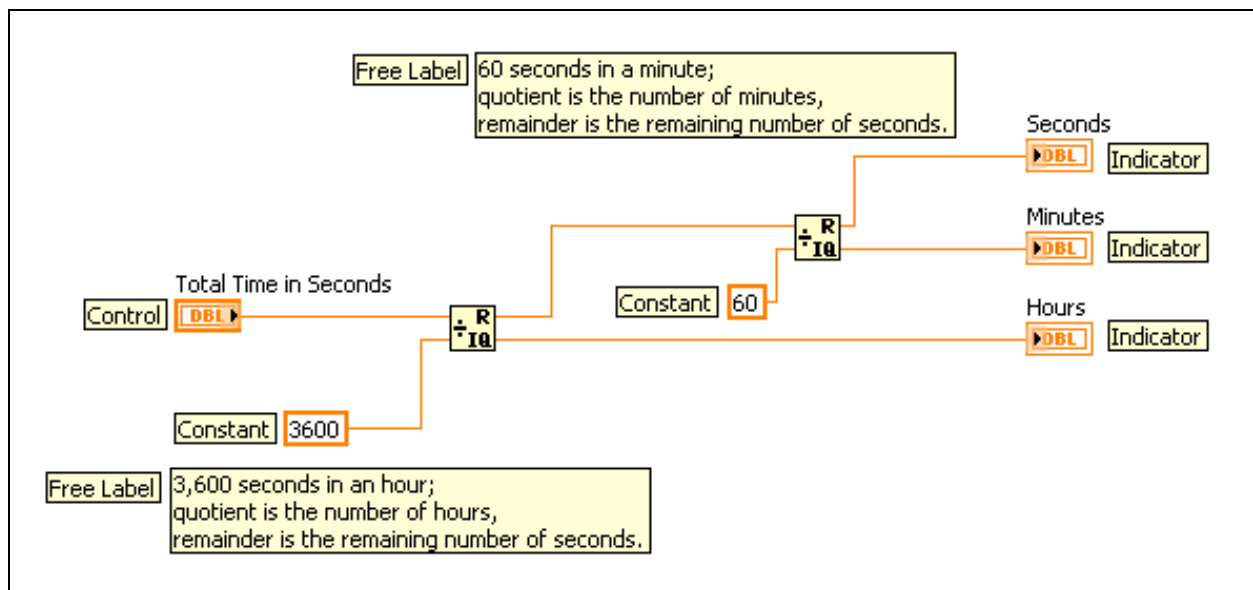 Free Label
60 seconds in a minute;
quotient is the number of minutes,
remainder is the remaining number of seconds.
Seconds
DBL
Indicator
R
÷
IQ
Minutes
DBL
Indicator
Total Time in Seconds
Control
DBL
Constant
60
R
÷
IQ
Hours
DBL
Indicator
Constant
3600
Free Label
3,600 seconds in an hour;
quotient is the number of hours,
remainder is the remaining number of seconds.